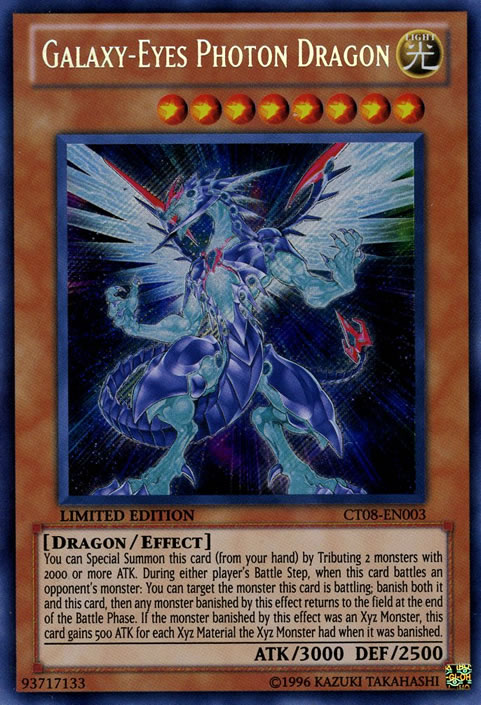 GALAXY-EYES PHOTON DRAGON
LIGHT
光
LIMITED EDITION
CT08-EN003
[DRAGON/EFFECT]
You can Special Summon this card (from your hand) by Tributing 2 monsters with
2000 or more ATK. During either player's Battle Step, when this card battles an
opponent's monster: You can target the monster this card is battling; banish both it
and this card, then any monster banished by this effect returns to the field at the end
of the Battle Phase. If the monster banished by this effect was an Xyz Monster, this
card gains 500 ATK for each Xyz Material the Xyz Monster had when it was banished.
ATK/3000 DEF/2500
93717133
©1996 KAZUKI TAKAHASHI